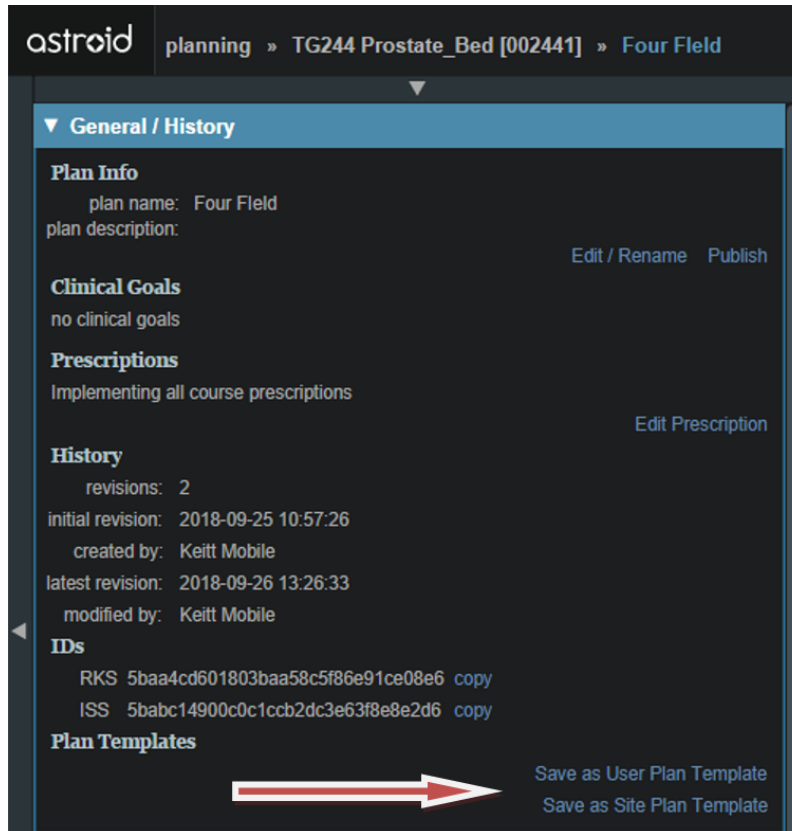 astroid planning » TG244 Prostate_Bed [002441] » Four FIeld
General / History
Plan Info
plan name: Four FIeld
plan description:
Edit / Rename Publish
Clinical Goals
no clinical goals
Prescriptions
Implementing all course prescriptions
Edit Prescription
History
revisions: 2
initial revision: 2018-09-25 10:57:26
created by: Keitt Mobile
latest revision: 2018-09-26 13:26:33
modified by: Keitt Mobile
IDs
RKS 5baa4cd601803baa58c5f86e91ce08e6 copy
ISS 5babc14900c0c1ccb2dc3e63f8e8e2d6 copy
Plan Templates
Save as User Plan Template
Save as Site Plan Template